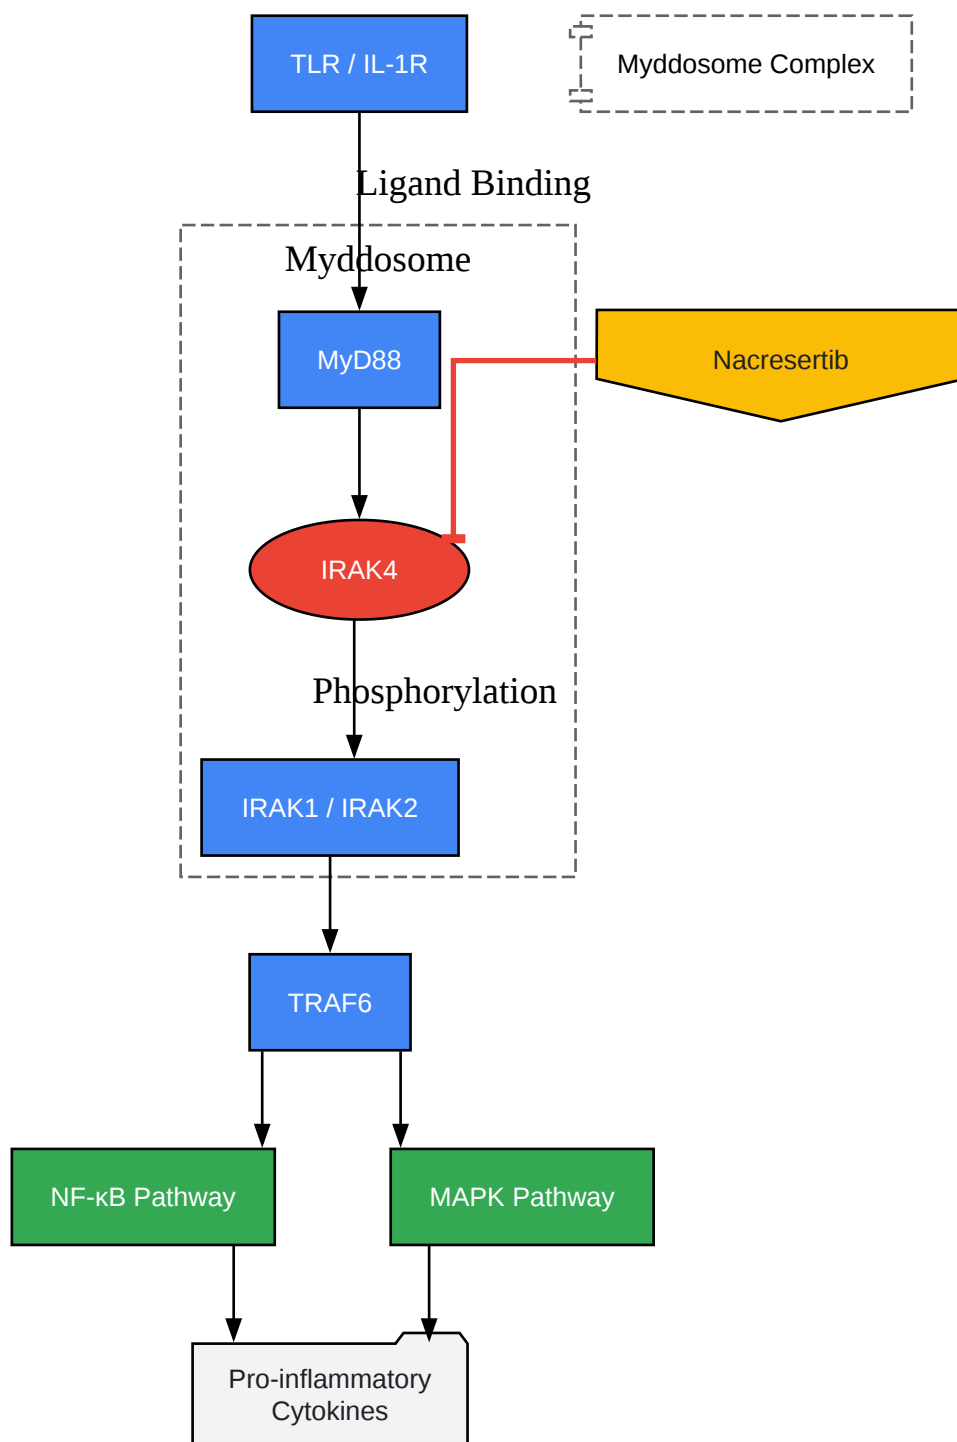 TLR / IL-1R
Myddosome Complex
Ligand Binding
Myddosome
MyD88
Nacresertib
IRAK4
Phosphorylation
IRAK1 / IRAK2
TRAF6
NF-κB Pathway
MAPK Pathway
Pro-inflammatory
Cytokines